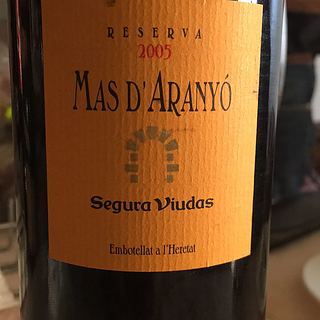 RESERVA
2005
MAS D'ARANYÓ
Segura Viudas
Embotellat a l'Heretat